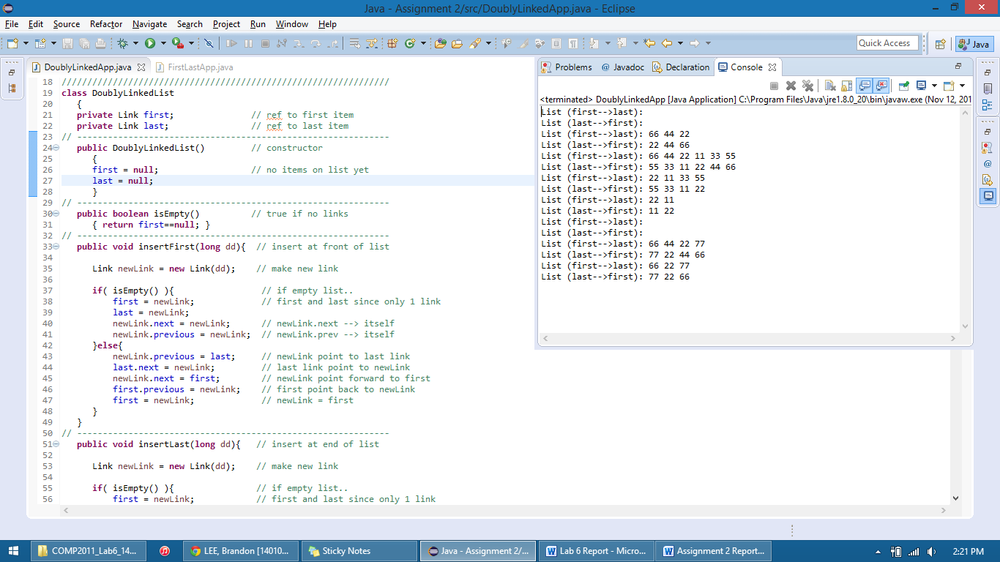 Java - Assignment 2/src/DoublyLinkedApp.java - Eclipse
File Edit Source Refactor Navigate Search Project Run Window Help
Quick Access
Java
DoublyLinkedApp.java
FirstLastApp.java
18 ////////////////////////////////////////////////////////////////
19 class DoublyLinkedList
20 {
21 private Link first; // ref to first item
22 private Link last; // ref to last item
23 // -------------------------------------------------------------
24 public DoublyLinkedList() // constructor
25 {
26 first = null; // no items on list yet
27 last = null;
28 }
29 // -------------------------------------------------------------
30 public boolean isEmpty() // true if no links
31 { return first==null; }
32 // -------------------------------------------------------------
33 public void insertFirst(long dd){ // insert at front of list
34
35 Link newLink = new Link(dd); // make new link
36
37 if( isEmpty() ){ // if empty list..
38 first = newLink; // first and last since only 1 link
39 last = newLink;
40 newLink.next = newLink; // newLink.next --> itself
41 newLink.previous = newLink; // newLink.prev --> itself
42 }else{
43 newLink.previous = last; // newLink point to last link
44 last.next = newLink; // last link point to newLink
45 newLink.next = first; // newLink point forward to first
46 first.previous = newLink; // first point back to newLink
47 first = newLink; // newLink = first
48 }
49 }
50 // -------------------------------------------------------------
51 public void insertLast(long dd){ // insert at end of list
52
53 Link newLink = new Link(dd); // make new link
54
55 if( isEmpty() ){ // if empty list..
56 first = newLink; // first and last since only 1 link
Problems @ Javadoc Declaration Console
<terminated> DoublyLinkedApp [Java Application] C:\Program Files\Java\jre1.8.0_20\bin\javaw.exe (Nov 12, 201
List (first-->last):
List (last-->first):
List (first-->last): 66 44 22
List (last-->first): 22 44 66
List (first-->last): 66 44 22 11 33 55
List (last-->first): 55 33 11 22 44 66
List (first-->last): 22 11 33 55
List (last-->first): 55 33 11 22
List (first-->last): 22 11
List (last-->first): 11 22
List (first-->last):
List (last-->first):
List (first-->last): 66 44 22 77
List (last-->first): 77 22 44 66
List (first-->last): 66 22 77
List (last-->first): 77 22 66
COMP2011_Lab6_14...
LEE, Brandon [14010...
Sticky Notes
Java - Assignment 2/...
Lab 6 Report - Micro...
Assignment 2 Report...
2:21 PM